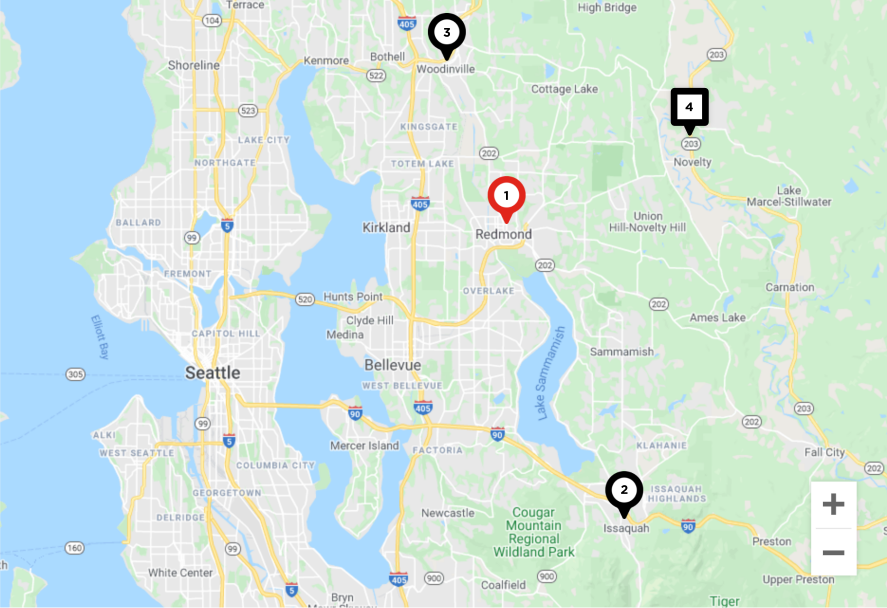 Terrace
High Bridge
104
405
3
203
Shoreline
Kenmore
Bothell
522
Woodinville
Cottage Lake
523
4
LAKE CITY
KINGSGATE
203
NORTHGATE
TOTEM LAKE
202
Novelty
1
Lake
Marcel-Stillwater
405
BALLARD
5
Kirkland
Redmond
Union
Hill-Novelty Hill
99
202
FREMONT
OVERLAKE
Carnation
520
Hunts Point
202
Elliott Bay
Clyde Hill
Medina
Ames Lake
CAPITOL HILL
Lake Sammamish
Sammamish
Bellevue
Seattle
305
WEST BELLEVUE
90
405
203
99
202
ALKI
5
90
Mercer Island
FACTORIA
KLAHANIE
WEST SEATTLE
Fall City
COLUMBIA CITY
202
2
GEORGETOWN
ISSAQUAH
HIGHLANDS
+
DELRIDGE
Newcastle
Cougar
Mountain
Regional
Wildland Park
Issaquah
90
160
99
Preston
−
White Center
405
900
Coalfield
900
Upper Preston
5
Bryn
Tiger